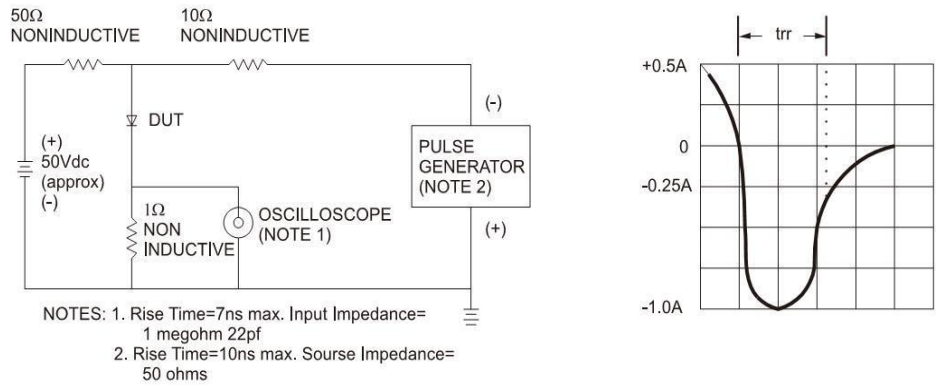 50Ω
NONINDUCTIVE
10Ω
NONINDUCTIVE
DUT
(+)
50Vdc
(approx)
(-)
1Ω
NON
INDUCTIVE
OSCILLOSCOPE
(NOTE 1)
(-)
PULSE
GENERATOR
(NOTE 2)
(+)
NOTES: 1. Rise Time=7ns max. Input Impedance=
1 megohm 22pf
2. Rise Time=10ns max. Sourse Impedance=
50 ohms
trr
+0.5A
0
-0.25A
-1.0A